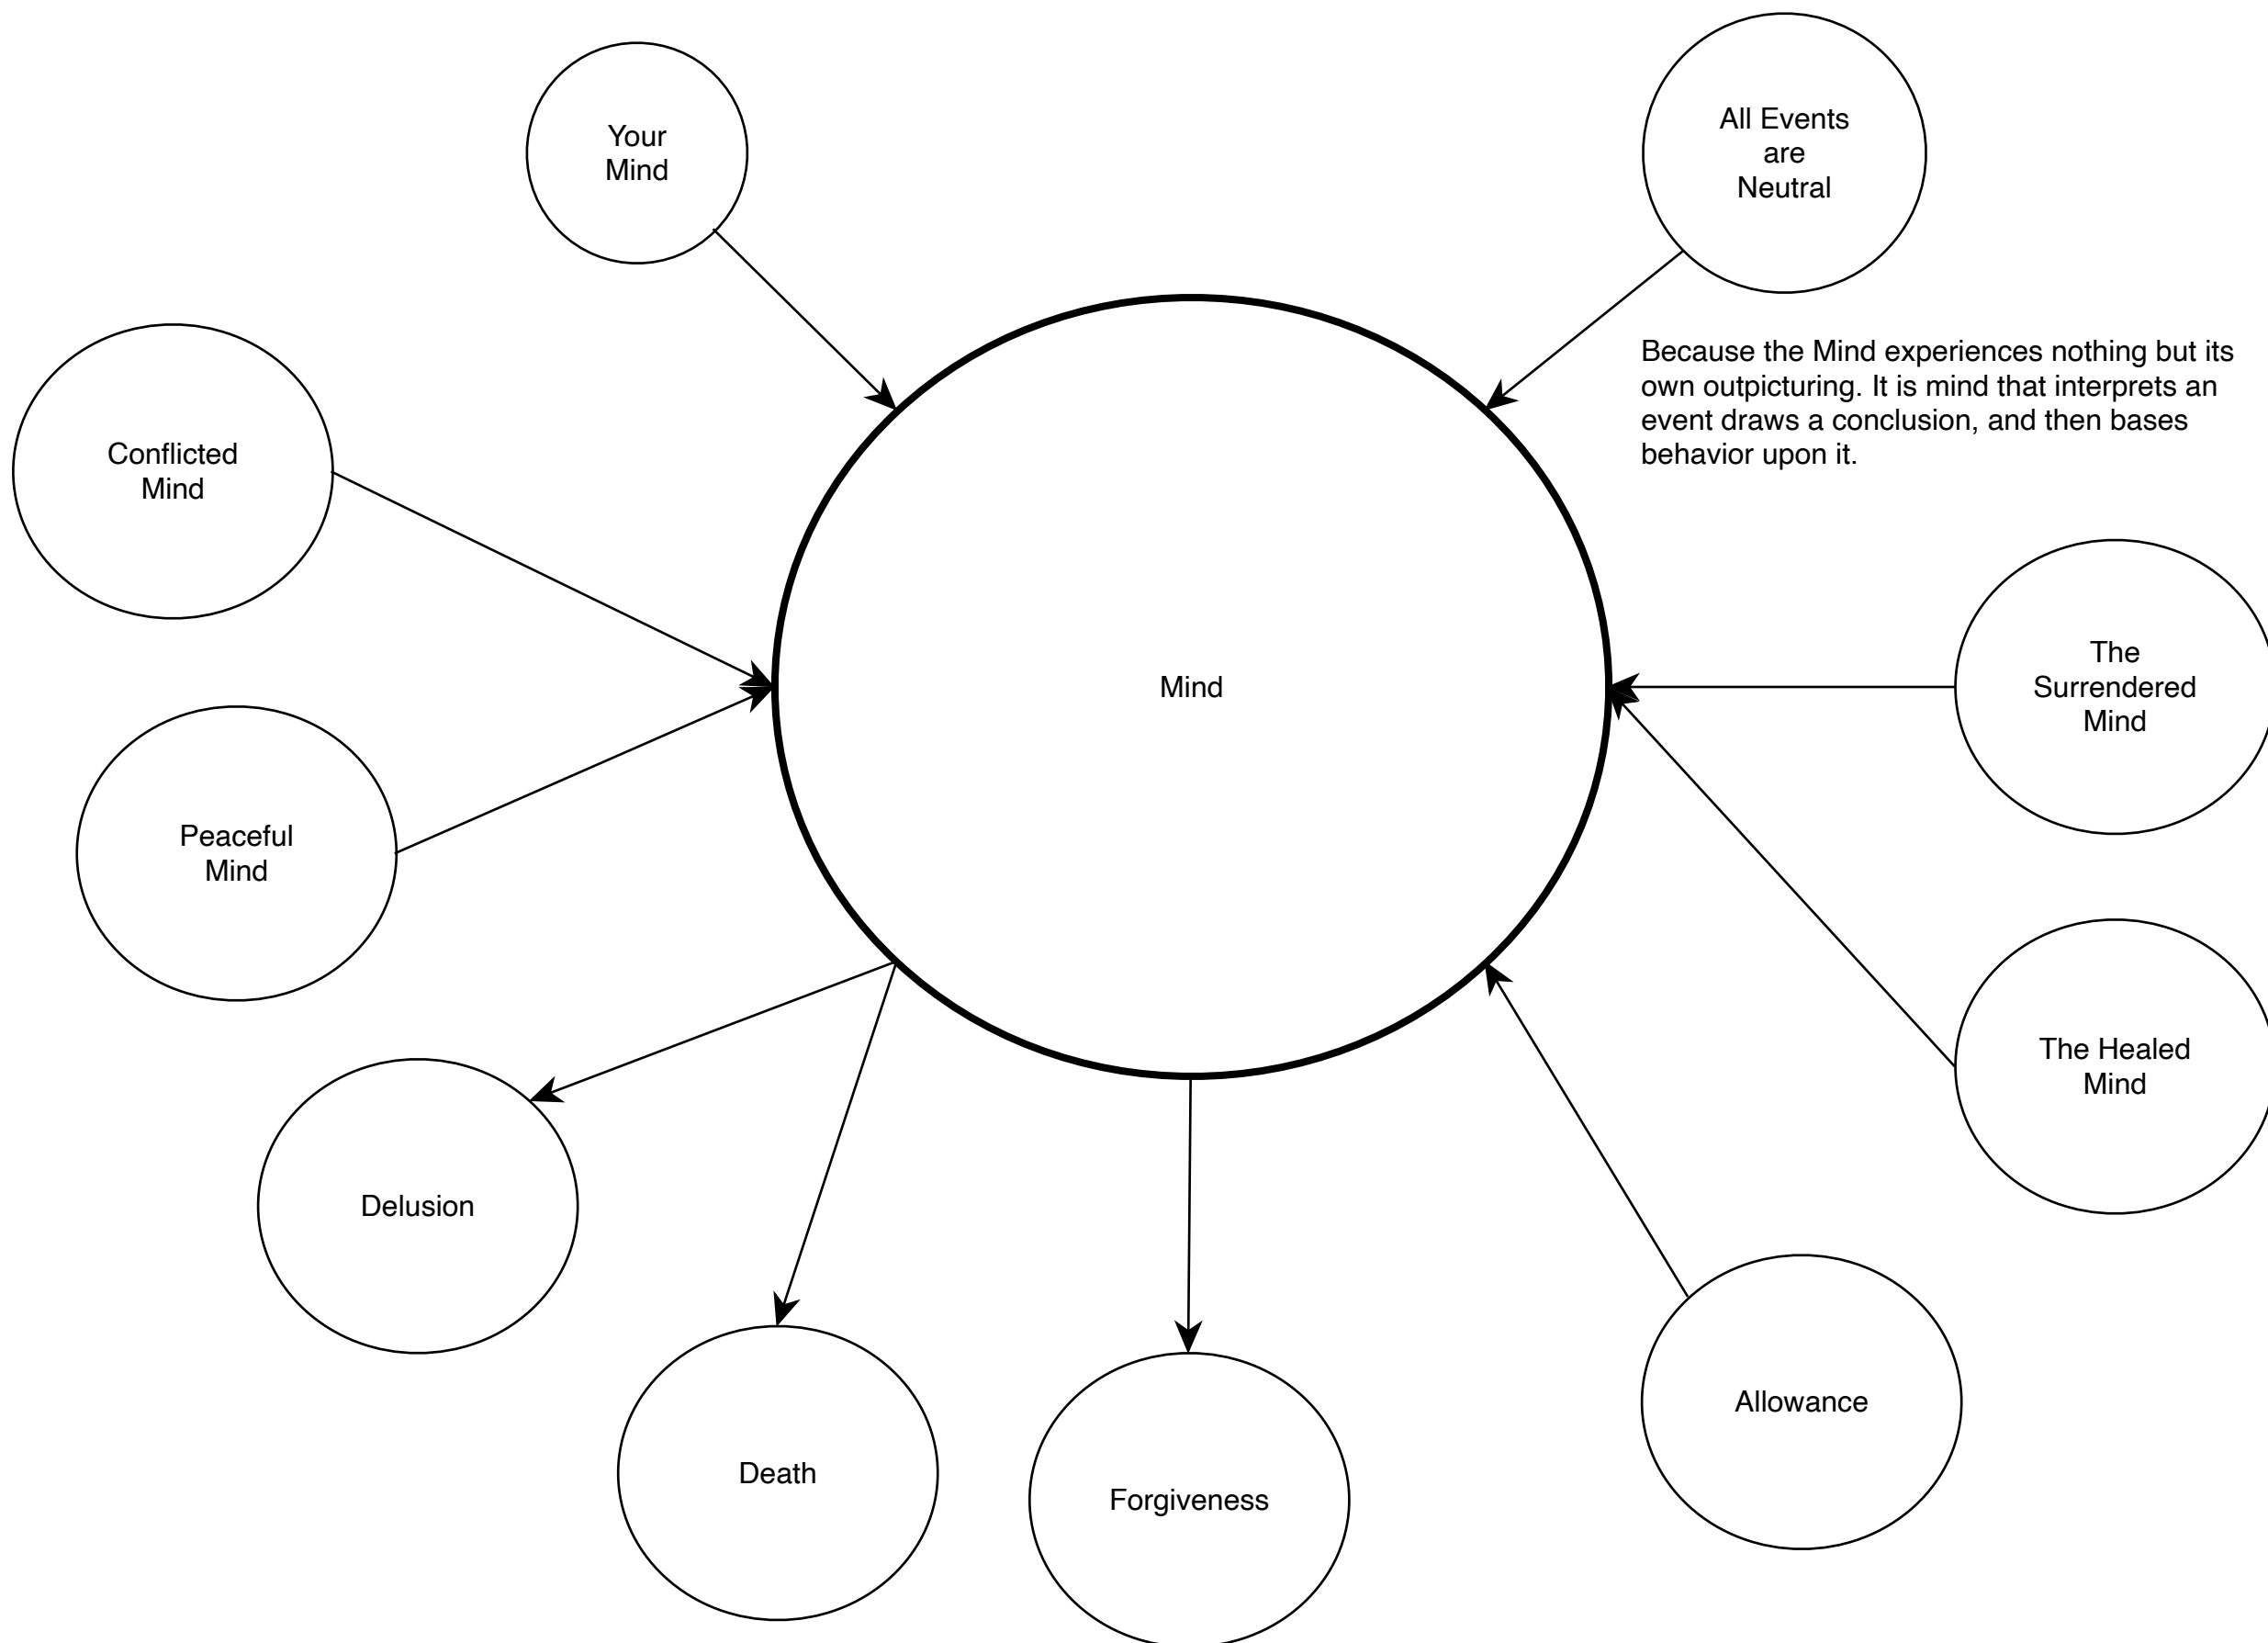 Your
Mind
All Events
are
Neutral
Because the Mind experiences nothing but its
own outpicturing. It is mind that interprets an
event draws a conclusion, and then bases
behavior upon it.
Conflicted
Mind
Mind
The
Surrendered
Mind
Peaceful
Mind
The Healed
Mind
Delusion
Death
Forgiveness
Allowance